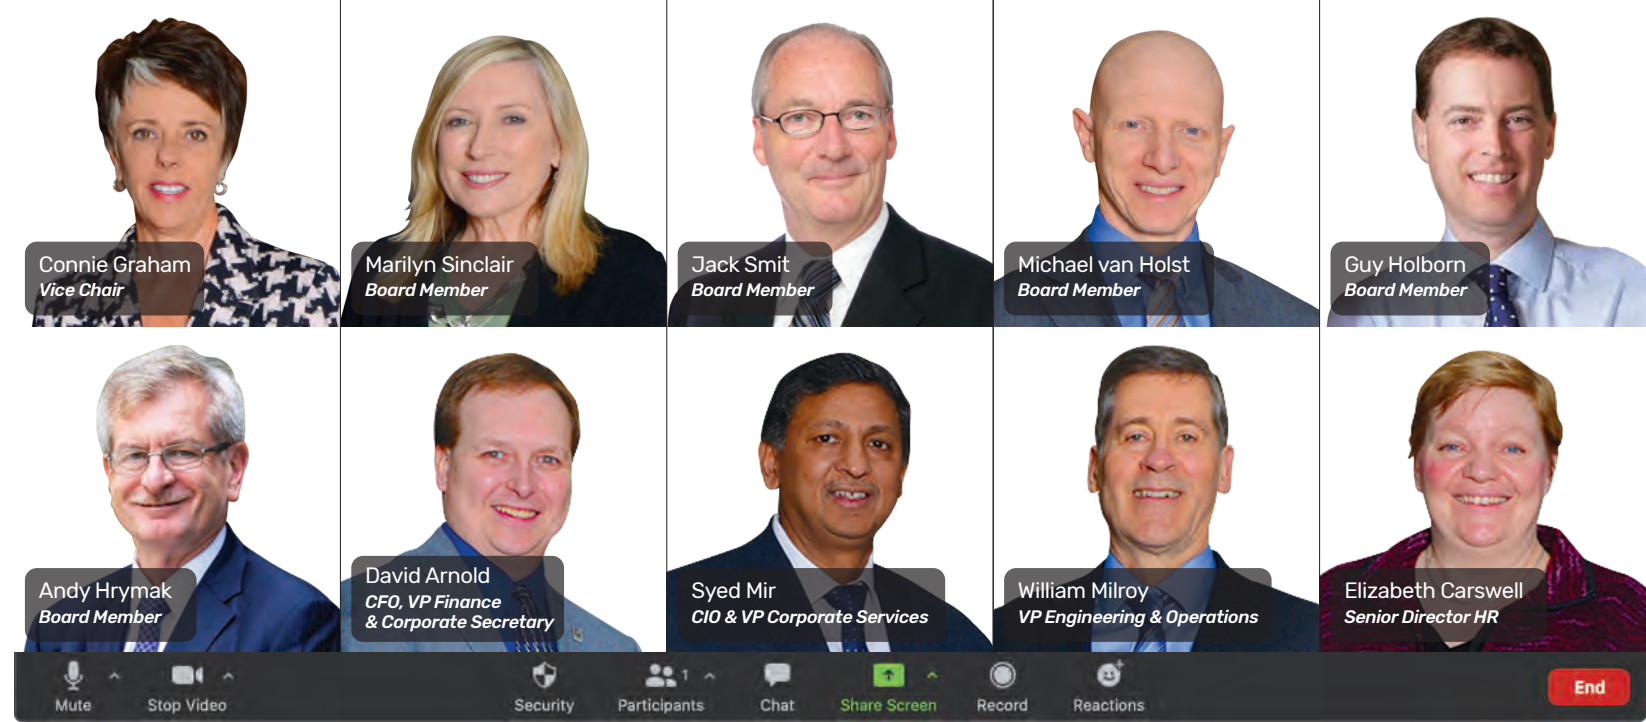 Connie Graham
Vice Chair
Marilyn Sinclair
Board Member
Jack Smit
Board Member
Michael van Holst
Board Member
Guy Holborn
Board Member
Andy Hrymak
Board Member
David Arnold
CFO, VP Finance
& Corporate Secretary
Syed Mir
CIO & VP Corporate Services
William Milroy
VP Engineering & Operations
Elizabeth Carswell
Senior Director HR
Mute
Stop Video
Security
1
Participants
Chat
Share Screen
Record
Reactions
End